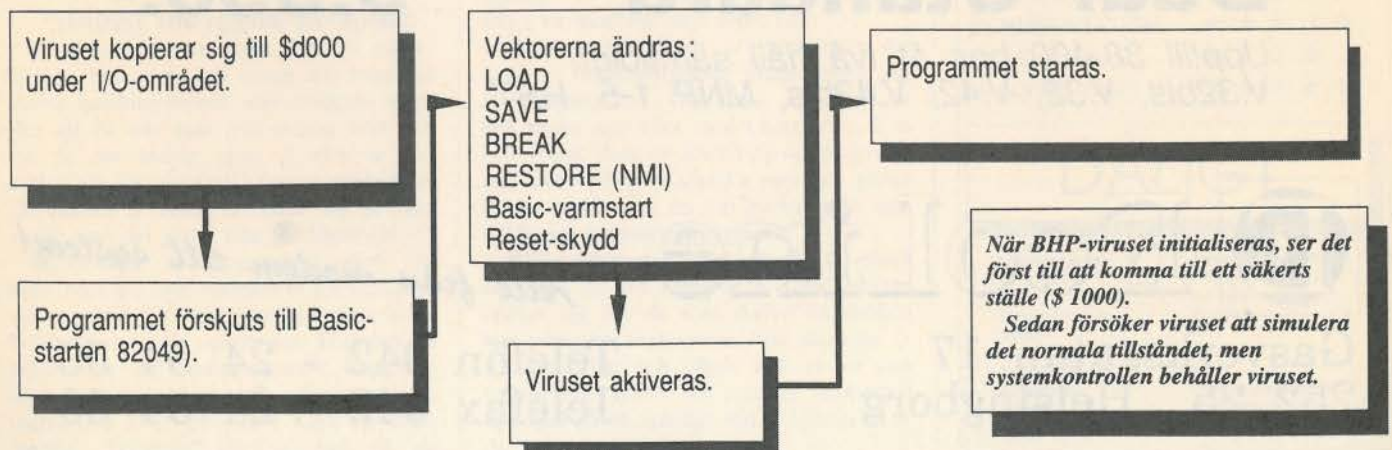 Viruset kopierar sig till $d000
under I/O-området.
Programmet förskjuts till Basic-
starten 82049).
Vektorerna ändras:
LOAD
SAVE
BREAK
RESTORE (NMI)
Basic-varmstart
Reset-skydd
Viruset aktiveras.
Programmet startas.
När BHP-viruset initialiseras, ser det
först till att komma till ett säkerts
ställe ($ 1000).
Sedan försöker viruset att simulera
det normala tillståndet, men
systemkontrollen behåller viruset.